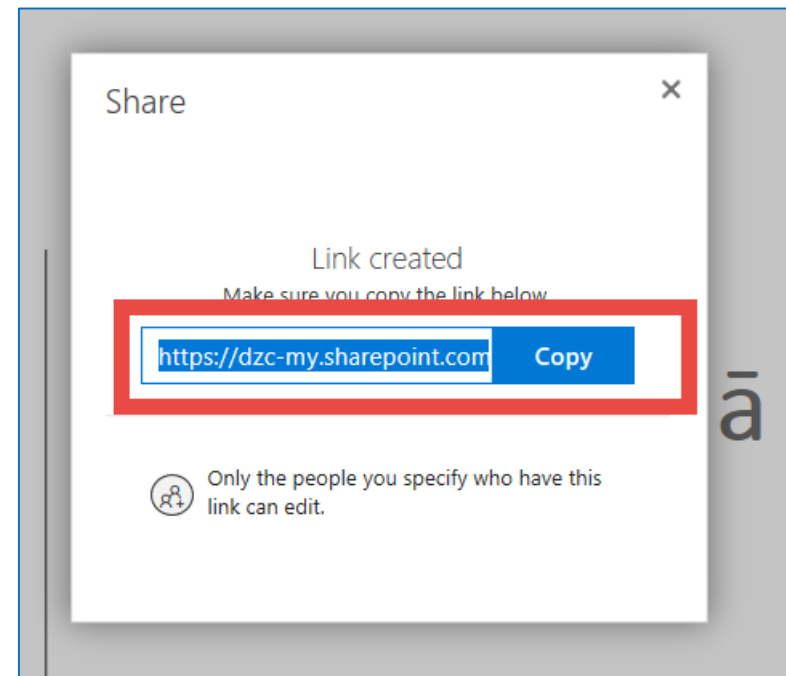 Share
Link created
Make sure you copy the link below
https://dzc-my.sharepoint.com
Copy
ā
Only the people you specify who have this
link can edit.